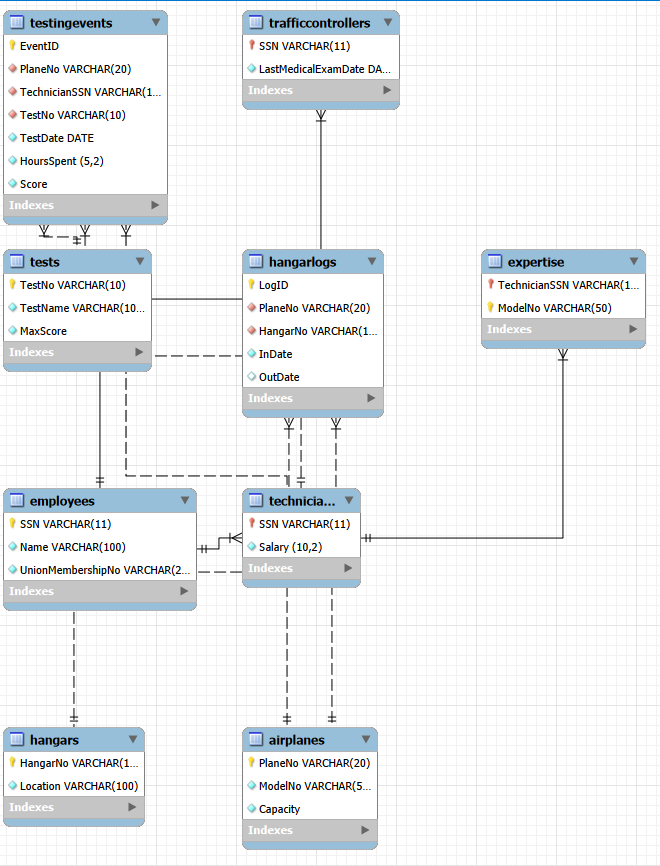 testingevents
EventID
PlaneNo VARCHAR(20)
TechnicianSSN VARCHAR(1...
TestNo VARCHAR(10)
TestDate DATE
HoursSpent (5,2)
Score
Indexes
trafficcontrollers
SSN VARCHAR(11)
LastMedicalExamDate DA...
Indexes
tests
TestNo VARCHAR(10)
TestName VARCHAR(10...
MaxScore
Indexes
hangarlogs
LogID
PlaneNo VARCHAR(20)
HangarNo VARCHAR(1...
InDate
OutDate
Indexes
expertise
TechnicianSSN VARCHAR(1...
ModelNo VARCHAR(50)
Indexes
employees
SSN VARCHAR(11)
Name VARCHAR(100)
UnionMembershipNo VARCHAR(2...
Indexes
technicia...
SSN VARCHAR(11)
Salary (10,2)
Indexes
hangars
HangarNo VARCHAR(1...
Location VARCHAR(100)
Indexes
airplanes
PlaneNo VARCHAR(20)
ModelNo VARCHAR(5...
Capacity
Indexes